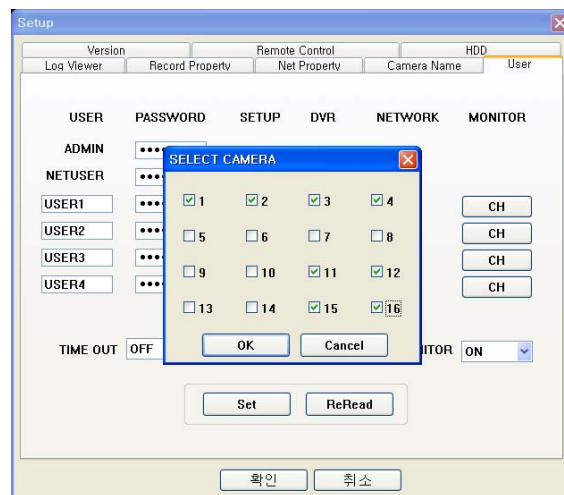 Setup
Version Remote Control HDD
Log Viewer Record Property Net Property Camera Name User
USER PASSWORD SETUP DVR NETWORK MONITOR
ADMIN
NETUSER
SELECT CAMERA
1 2 3 4
5 6 7 8
9 10 11 12
13 14 15 16
OK Cancel
USER1 CH
USER2 CH
USER3 CH
USER4 CH
TIME OUT OFF ITOR ON
Set ReRead
확인 취소